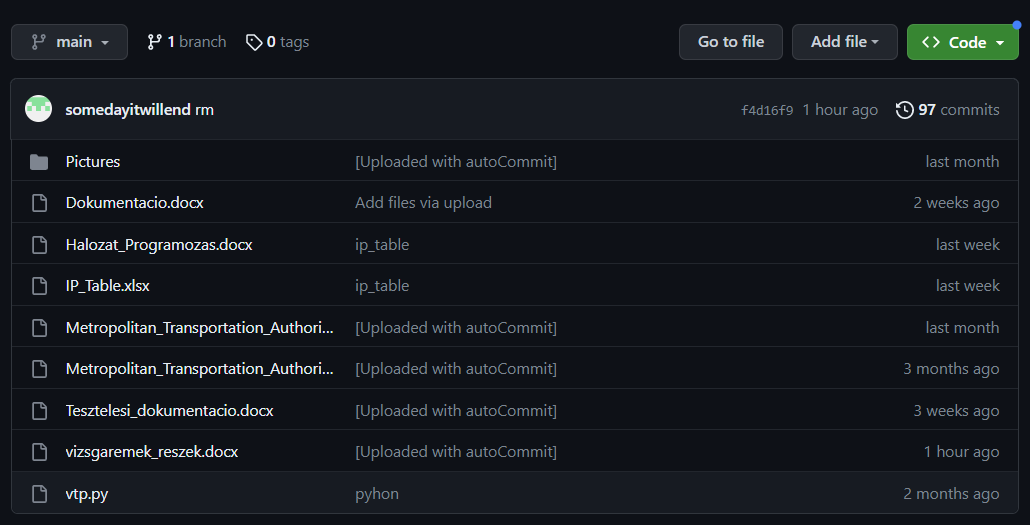 main 1 branch 0 tags Go to file Add file Code
somedayitwillend rm f4d16f9 1 hour ago 97 commits
Pictures [Uploaded with autoCommit] last month
Dokumentacio.docx Add files via upload 2 weeks ago
Halozat_Programozas.docx ip_table last week
IP_Table.xlsx ip_table last week
Metropolitan_Transportation_Authori... [Uploaded with autoCommit] last month
Metropolitan_Transportation_Authori... [Uploaded with autoCommit] 3 months ago
Tesztelesi_dokumentacio.docx [Uploaded with autoCommit] 3 weeks ago
vizsgaremek_reszek.docx [Uploaded with autoCommit] 1 hour ago
vtp.py pyhon 2 months ago